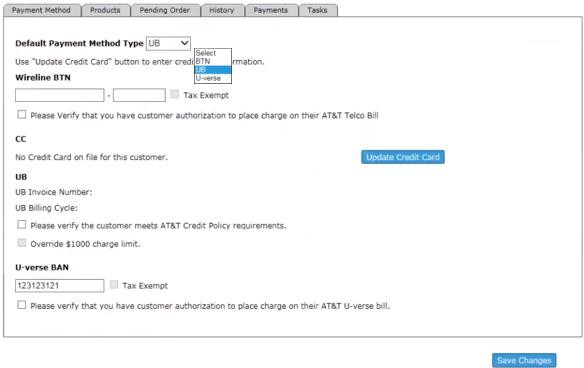 Payment Method Products Pending Order History Payments Tasks
Default Payment Method Type UB
Select
Use "Update Credit Card" button to enter credi rmation.
BTN
UB
U-verse
Wireline BTN
- Tax Exempt
Please Verify that you have customer authorization to place charge on their AT&T Telco Bill
CC
No Credit Card on file for this customer. Update Credit Card
UB
UB Invoice Number:
UB Billing Cycle:
Please verify the customer meets AT&T Credit Policy requirements.
Override $1000 charge limit.
U-verse BAN
123123121 Tax Exempt
Please verify that you have customer authorization to place charge on their AT&T U-verse bill.
Save Changes